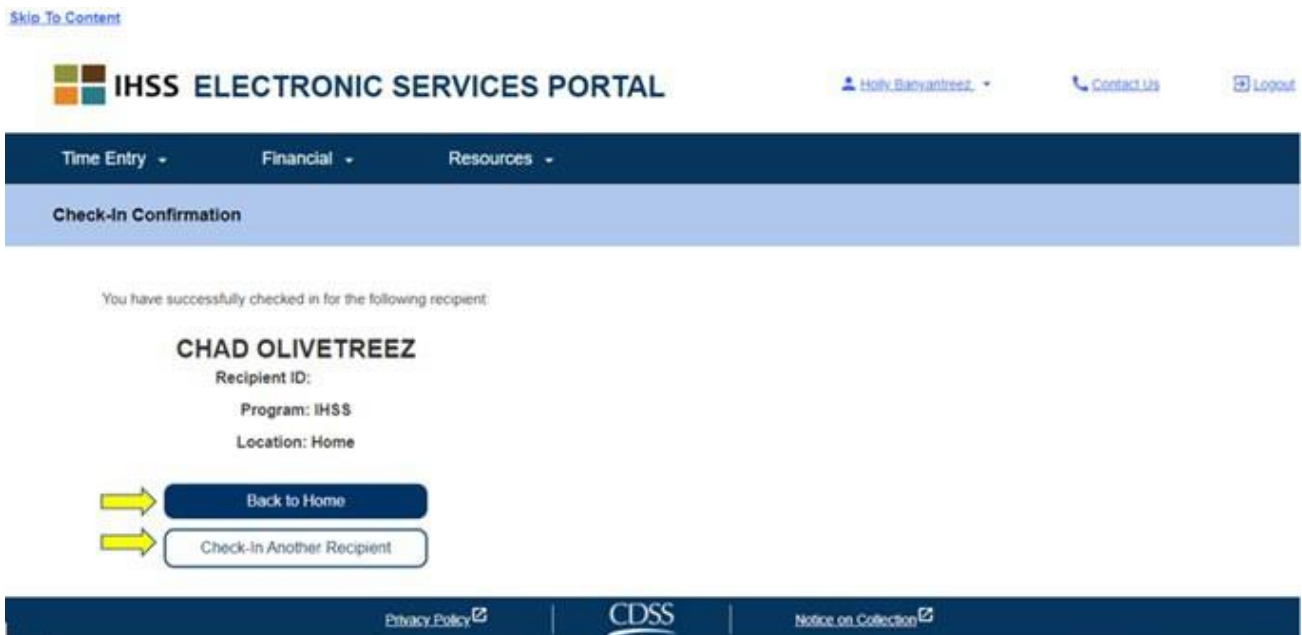 Skip To Content
IHSS ELECTRONIC SERVICES PORTAL
Holly Banyantreez
Contact Us
Logout
Time Entry
Financial
Resources
Check-In Confirmation
You have successfully checked in for the following recipient
CHAD OLIVETREEZ
Recipient ID:
Program: IHSS
Location: Home
Back to Home
Check-In Another Recipient
Privacy Policy
CDSS
Notice on Collection